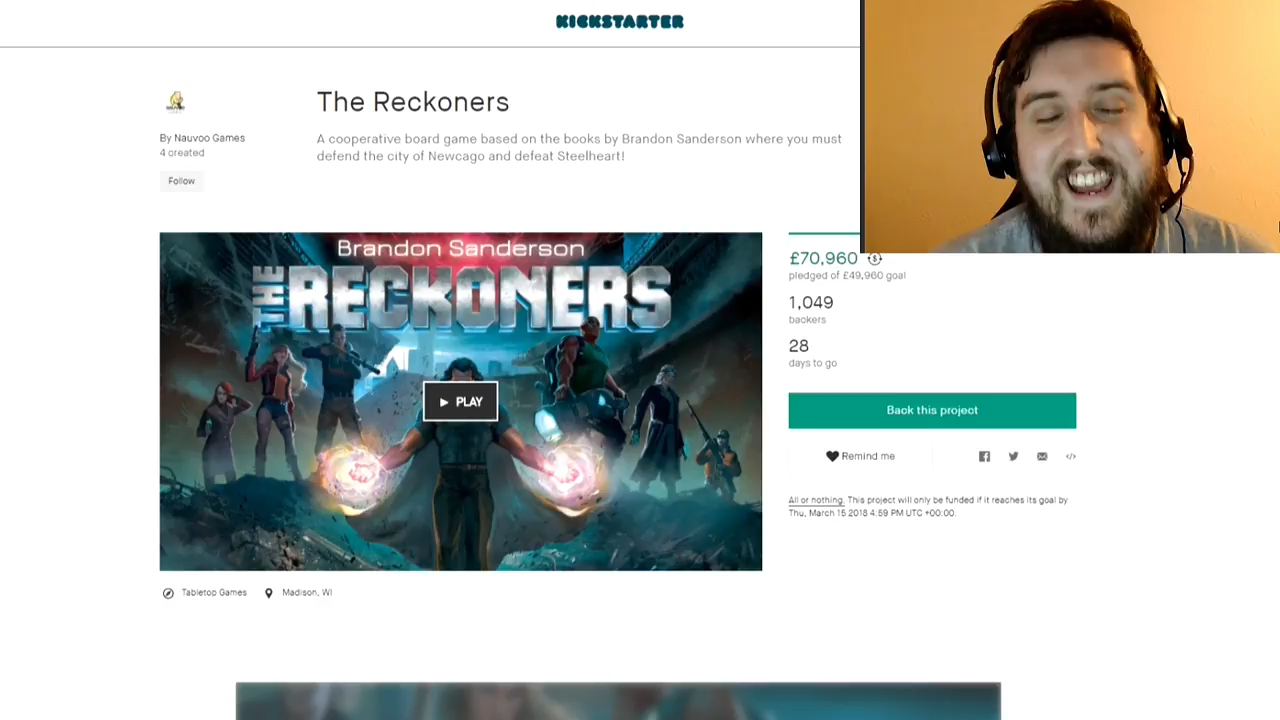 KICKSTARTER
By Nauvoo Games
4 created
Follow
The Reckoners
A cooperative board game based on the books by Brandon Sanderson where you must
defend the city of Newcago and defeat Steelheart!
Brandon Sanderson
THE RECKONERS
PLAY
Tabletop Games
Madison, WI
£70,960
pledged of £49,960 goal
1,049
backers
28
days to go
Back this project
Remind me
All or nothing. This project will only be funded if it reaches its goal by
Thu, March 15 2018 4:59 PM UTC +00:00.